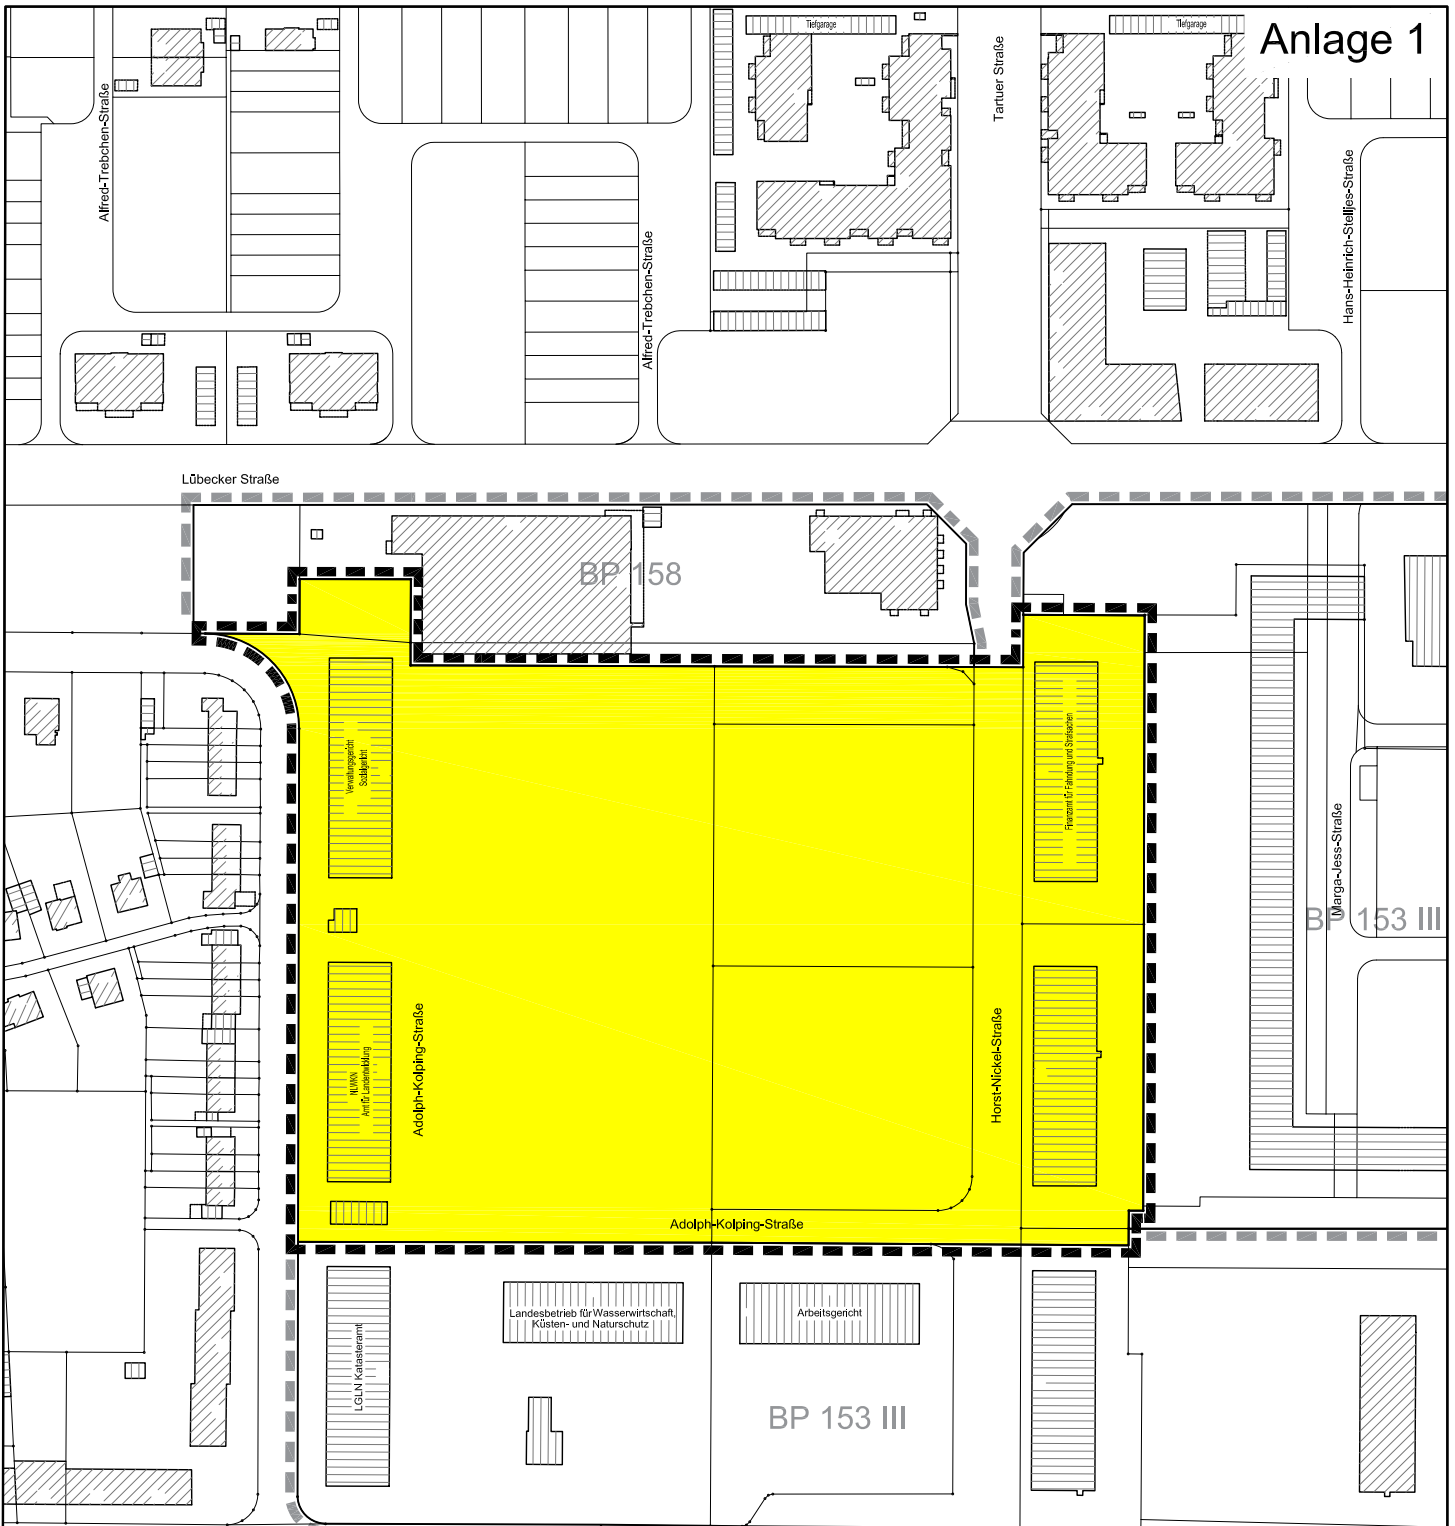 Anlage 1
Tiefgarage
Tiefgarage
Tartuer Straße
Alfred-Trebchen-Straße
Alfred-Trebchen-Straße
Hans-Heinrich-Stelljes-Straße
Lübecker Straße
BP 158
Verwaltungsgericht
Sozialgericht
Finanzamt für Fahndung und Strafsachen
Marga-Jess-Straße
BP 153 III
NLWKN
Amt für Landentwicklung
Adolph-Kolping-Straße
Horst-Nickel-Straße
Adolph-Kolping-Straße
LGLN Katasteramt
Landesbetrieb für Wasserwirtschaft,
Küsten- und Naturschutz
Arbeitsgericht
BP 153 III